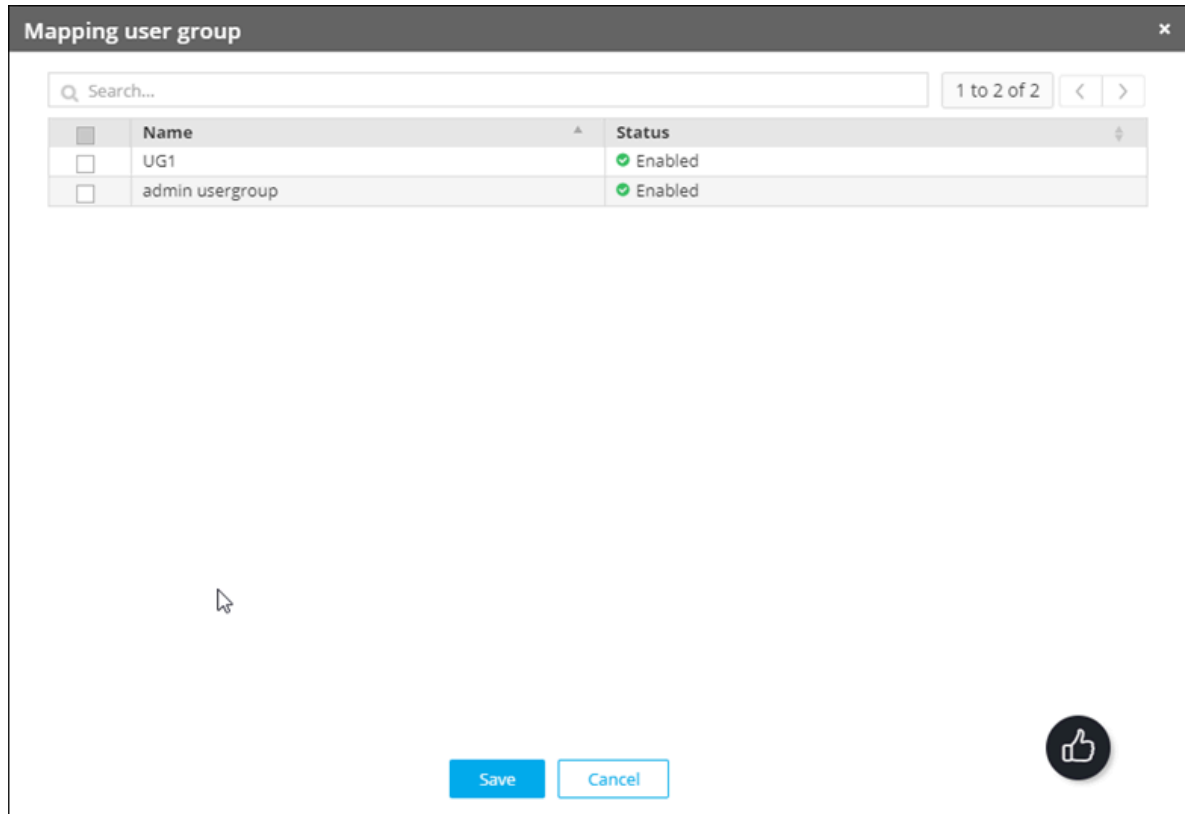 Mapping user group
Search...
1 to 2 of 2
Name Status
UG1 Enabled
admin usergroup Enabled
Save Cancel